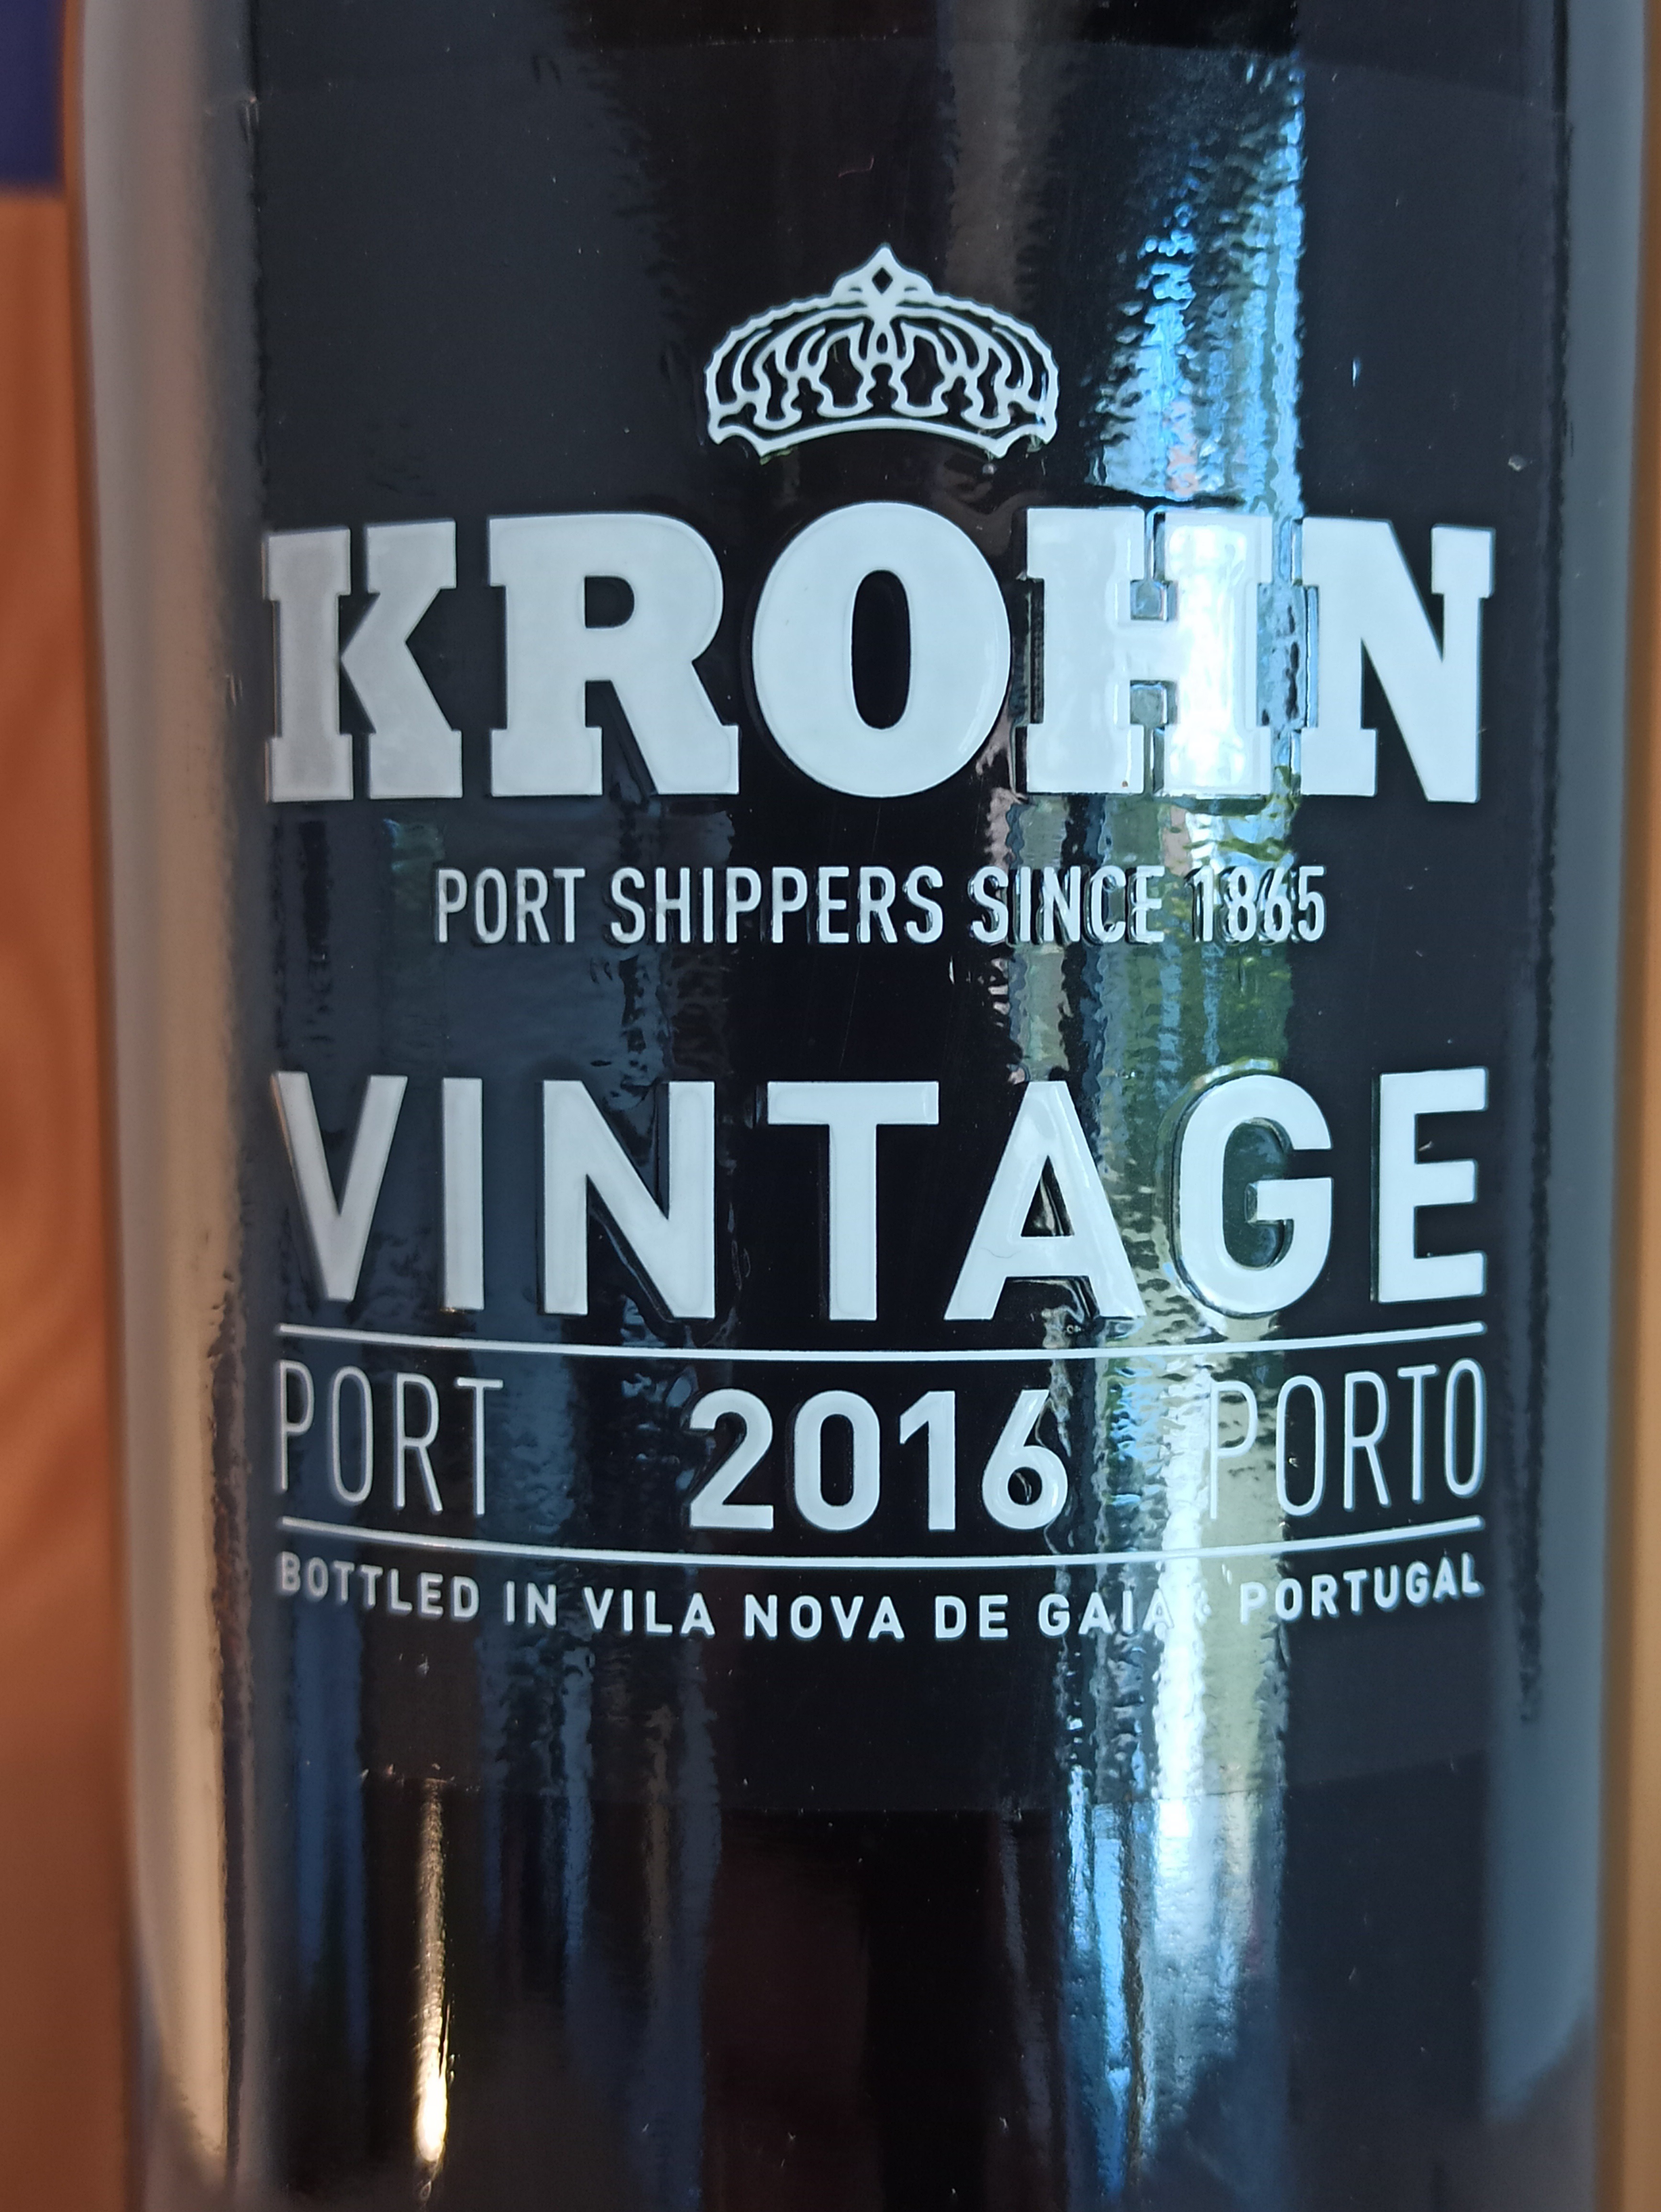 KROHN
PORT SHIPPERS SINCE 1865
VINTAGE
PORT 2016 PORTO
BOTTLED IN VILA NOVA DE GAIA · PORTUGAL